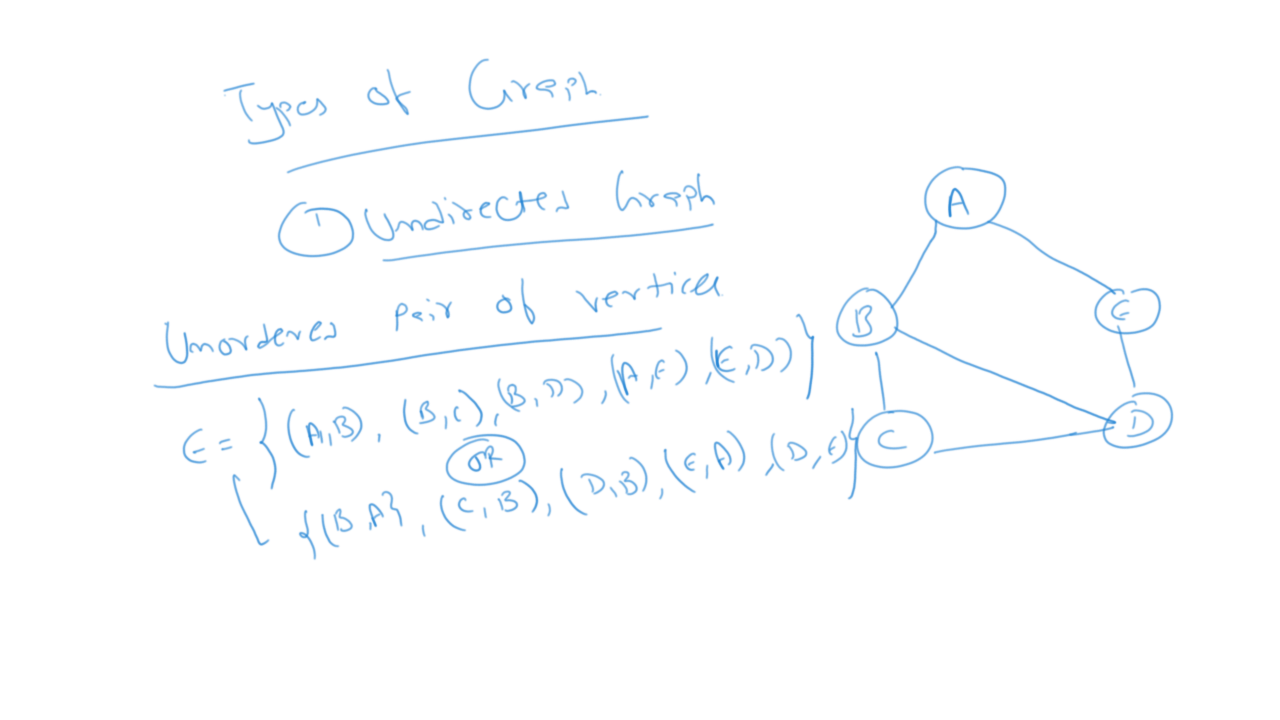 Types of Graph
① Undirected Graph
Unordered pair of vertices
E = {(A,B), (B,C), (B,D), (A,E), (E,D)}
OR
{(B,A}, (C,B), (D,B), (E,A), (D,E)}
A
B
E
C
D